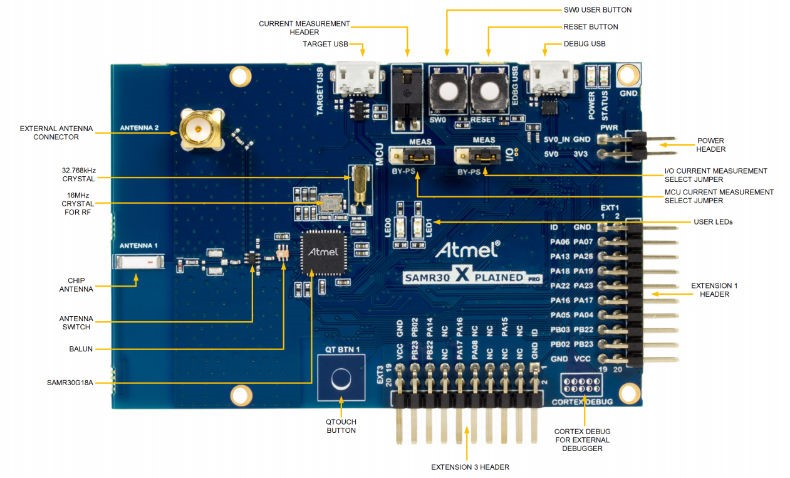 SW0 USER BUTTON
CURRENT MEASUREMENT
HEADER
RESET BUTTON
TARGET USB
DEBUG USB
TARGET USB
SW0
RESET
EDBG USB
POWER
STATUS
GND
EXTERNAL ANTENNA
CONNECTOR
ANTENNA 2
MCU
MEAS
BY-PS
MEAS
BY-PS
I/O
PWR
5V0_IN GND
5V0 3V3
POWER
HEADER
32.768kHz
CRYSTAL
I/O CURRENT MEASUREMENT
SELECT JUMPER
MCU CURRENT MEASUREMENT
SELECT JUMPER
16MHz
CRYSTAL
FOR RF
LED0
LED1
USER LEDs
EXT1
1 2
ID GND
PA06 PA07
PA13 PA28
PA18 PA19
PA22 PA23
PA16 PA17
PA05 PA04
PB03 PB22
PB02 PB23
GND VCC
19 20
EXTENSION 1
HEADER
ANTENNA 1
Atmel
Atmel®
SAMR30 XPLAINED PRO
CHIP
ANTENNA
ANTENNA
SWITCH
BALUN
SAMR30G18A
QT BTN 1
QTOUCH
BUTTON
EXT3
GND PB02 PA14 NC PA16 NC NC PA15 NC ID
VCC PB23 PB22 NC PA17 PA08 NC NC NC GND
19 1
20 2
CORTEX DEBUG
CORTEX DEBUG
FOR EXTERNAL
DEBUGGER
EXTENSION 3 HEADER